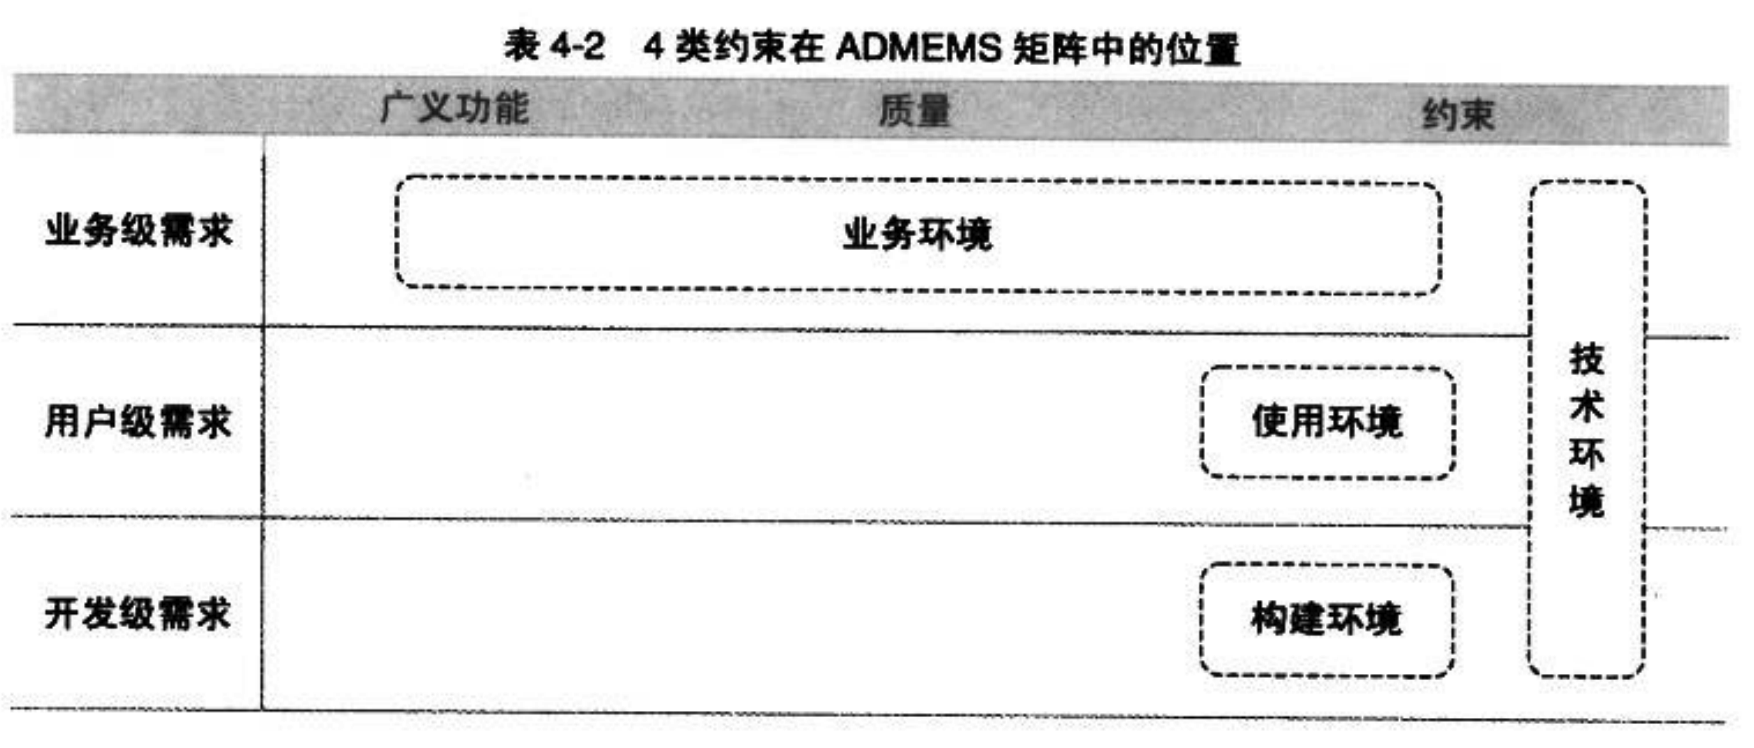 表 4-2 4 类约束在 ADMEMS 矩阵中的位置
广义功能 质量 约束
业务级需求 业务环境
用户级需求 使用环境
开发级需求 构建环境
技术环境